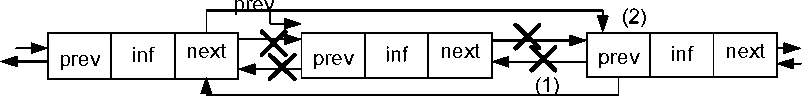 prev
(2)
prev inf next prev inf next prev inf next
(1)